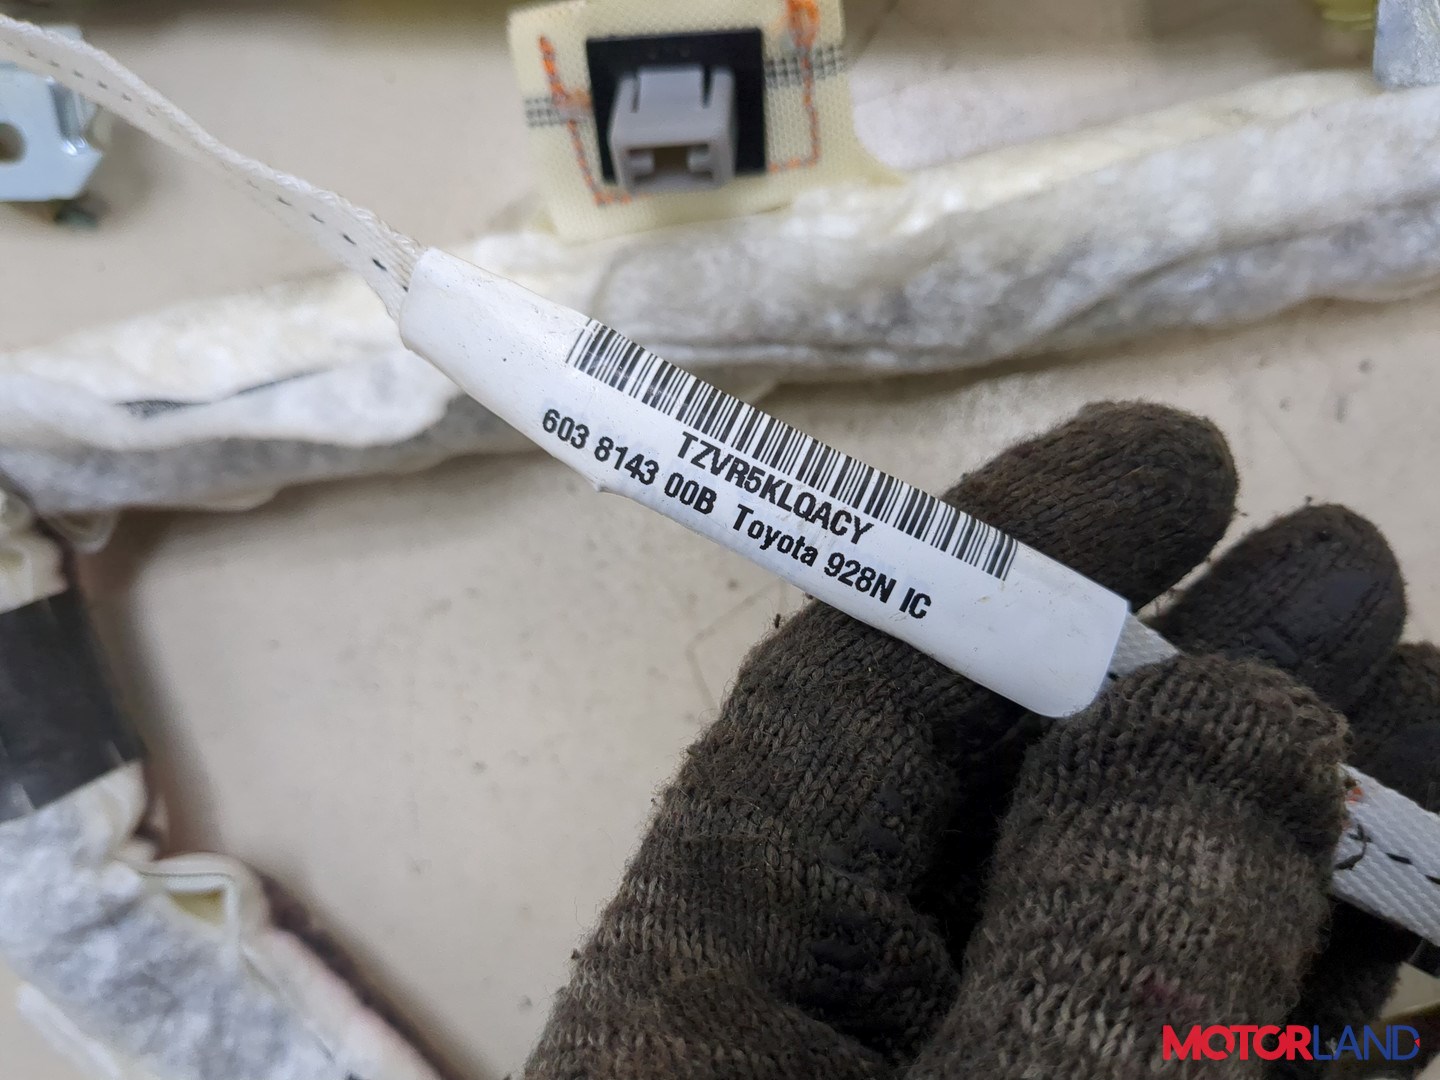 TZVR5KLQACY
603 8143 00B Toyota 928N IC
MOTORLAND